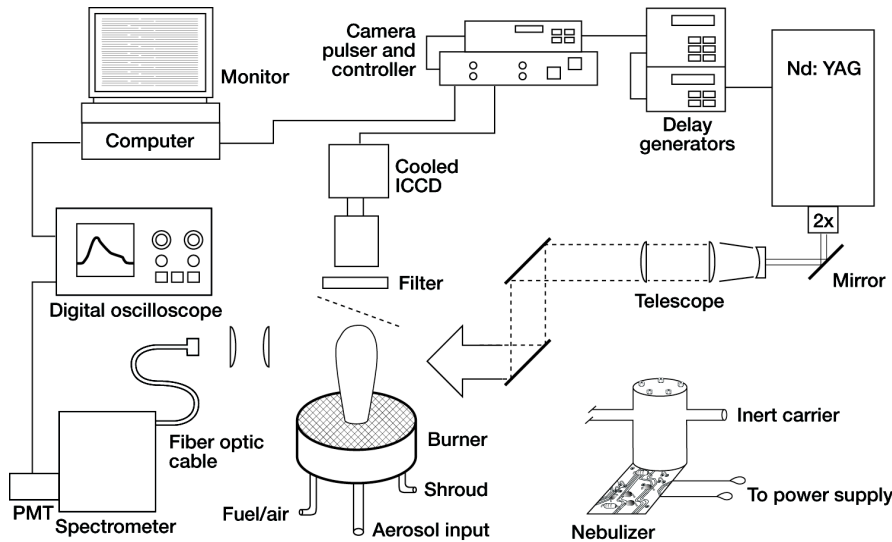 Monitor
Computer
Camera
pulser and
controller
Nd: YAG
Delay
generators
Cooled
ICCD
2x
Filter
Telescope
Mirror
Digital oscilloscope
Fiber optic
cable
Burner
Inert carrier
Shroud
To power supply
PMT
Spectrometer
Fuel/air
Aerosol input
Nebulizer